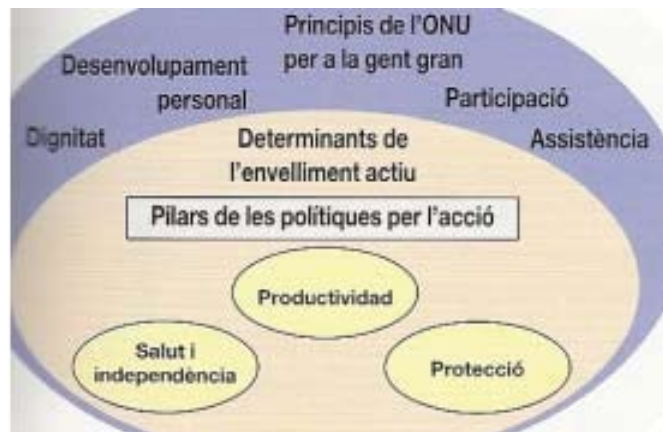 Principis de l'ONU
per a la gent gran
Desenvolupament
personal
Participació
Dignitat
Assistència
Determinants de
l'envelliment actiu
Pilars de les polítiques per l'acció
Productividad
Salut i
independència
Protecció